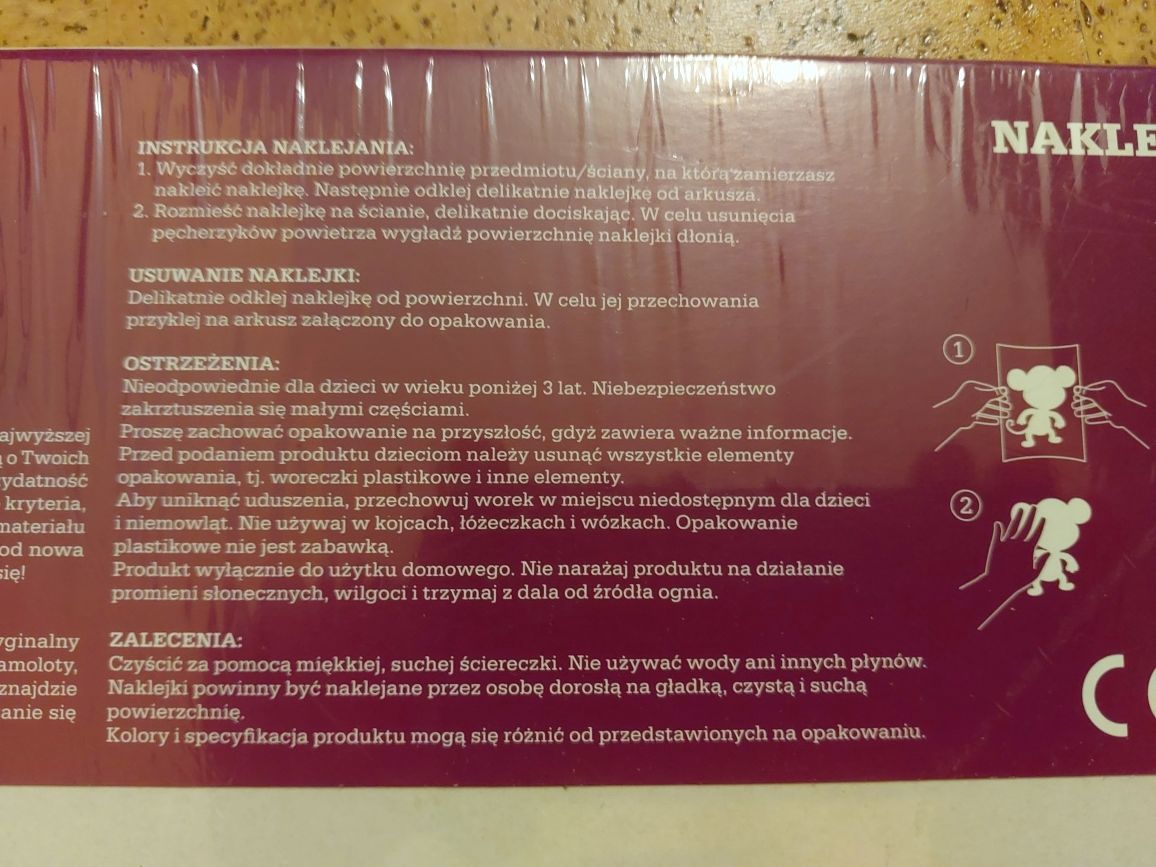 NAKLE
INSTRUKCJA NAKLEJANIA:
1. Wyczyść dokładnie powierzchnię przedmiotu/ściany, na którą zamierzasz
nakleić naklejkę. Następnie odklej delikatnie naklejkę od arkusza.
2. Rozmieść naklejkę na ścianie, delikatnie dociskając. W celu usunięcia
pęcherzyków powietrza wygładź powierzchnię naklejki dłonią.
USUWANIE NAKLEJKI:
Delikatnie odklej naklejkę od powierzchni. W celu jej przechowania
przyklej na arkusz załączony do opakowania.
OSTRZEŻENIA:
Nieodpowiednie dla dzieci w wieku poniżej 3 lat. Niebezpieczeństwo
zakrztuszenia się małymi częściami.
Proszę zachować opakowanie na przyszłość, gdyż zawiera ważne informacje.
Przed podaniem produktu dzieciom należy usunąć wszystkie elementy
opakowania, tj. woreczki plastikowe i inne elementy.
Aby uniknąć uduszenia, przechowuj worek w miejscu niedostępnym dla dzieci
i niemowląt. Nie używaj w kojcach, łóżeczkach i wózkach. Opakowanie
plastikowe nie jest zabawką.
Produkt wyłącznie do użytku domowego. Nie narażaj produktu na działanie
promieni słonecznych, wilgoci i trzymaj z dala od źródła ognia.
ZALECENIA:
Czyścić za pomocą miękkiej, suchej ściereczki. Nie używać wody ani innych płynów.
Naklejki powinny być naklejane przez osobę dorosłą na gładką, czystą i suchą
powierzchnię.
Kolory i specyfikacja produktu mogą się różnić od przedstawionych na opakowaniu.
ajwyższej
o Twoich
ydatność
kryteria,
materiału
od nowa
się!
yginalny
amoloty,
znajdzie
anie się
1
2
C